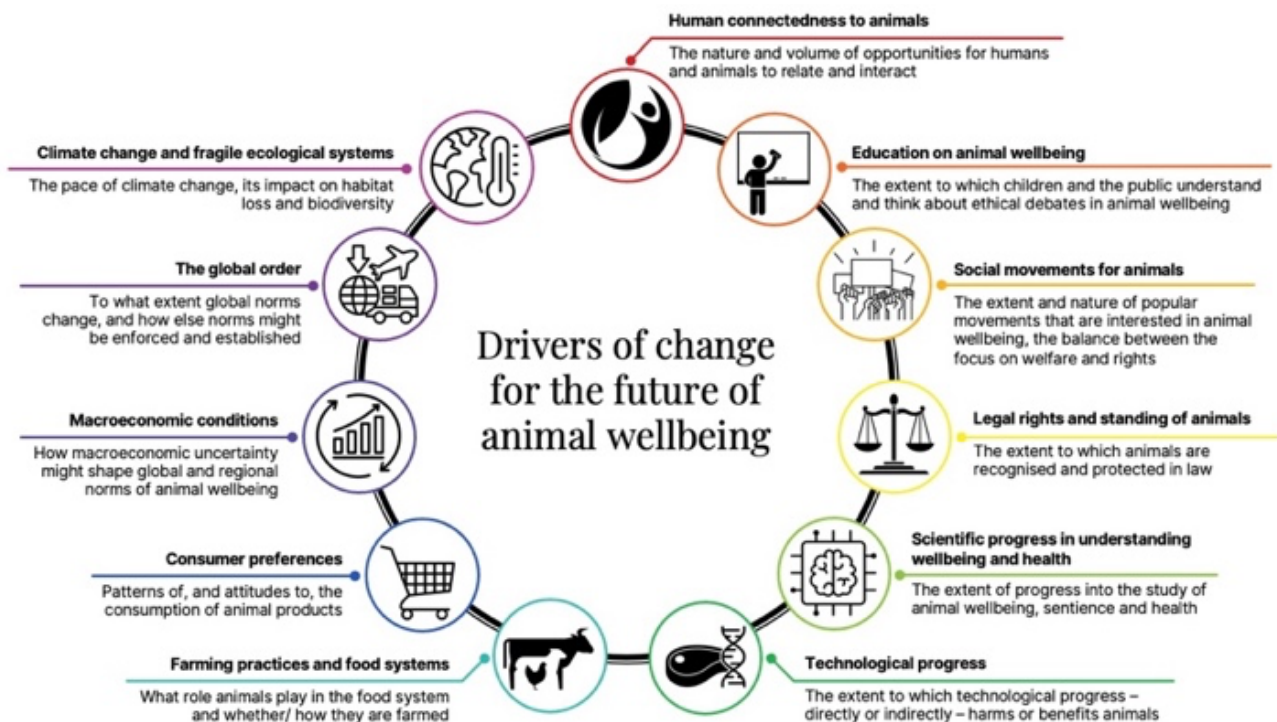 Human connectedness to animals
The nature and volume of opportunities for humans
and animals to relate and interact
Education on animal wellbeing
The extent to which children and the public understand
and think about ethical debates in animal wellbeing
Social movements for animals
The extent and nature of popular
movements that are interested in animal
wellbeing, the balance between the
focus on welfare and rights
Legal rights and standing of animals
The extent to which animals are
recognised and protected in law
Scientific progress in understanding
wellbeing and health
The extent of progress into the study of
animal wellbeing, sentience and health
Technological progress
The extent to which technological progress –
directly or indirectly – harms or benefits animals
Farming practices and food systems
What role animals play in the food system
and whether/ how they are farmed
Consumer preferences
Patterns of, and attitudes to, the
consumption of animal products
Macroeconomic conditions
How macroeconomic uncertainty
might shape global and regional
norms of animal wellbeing
The global order
To what extent global norms
change, and how else norms might
be enforced and established
Climate change and fragile ecological systems
The pace of climate change, its impact on habitat
loss and biodiversity
Drivers of change
for the future of
animal wellbeing